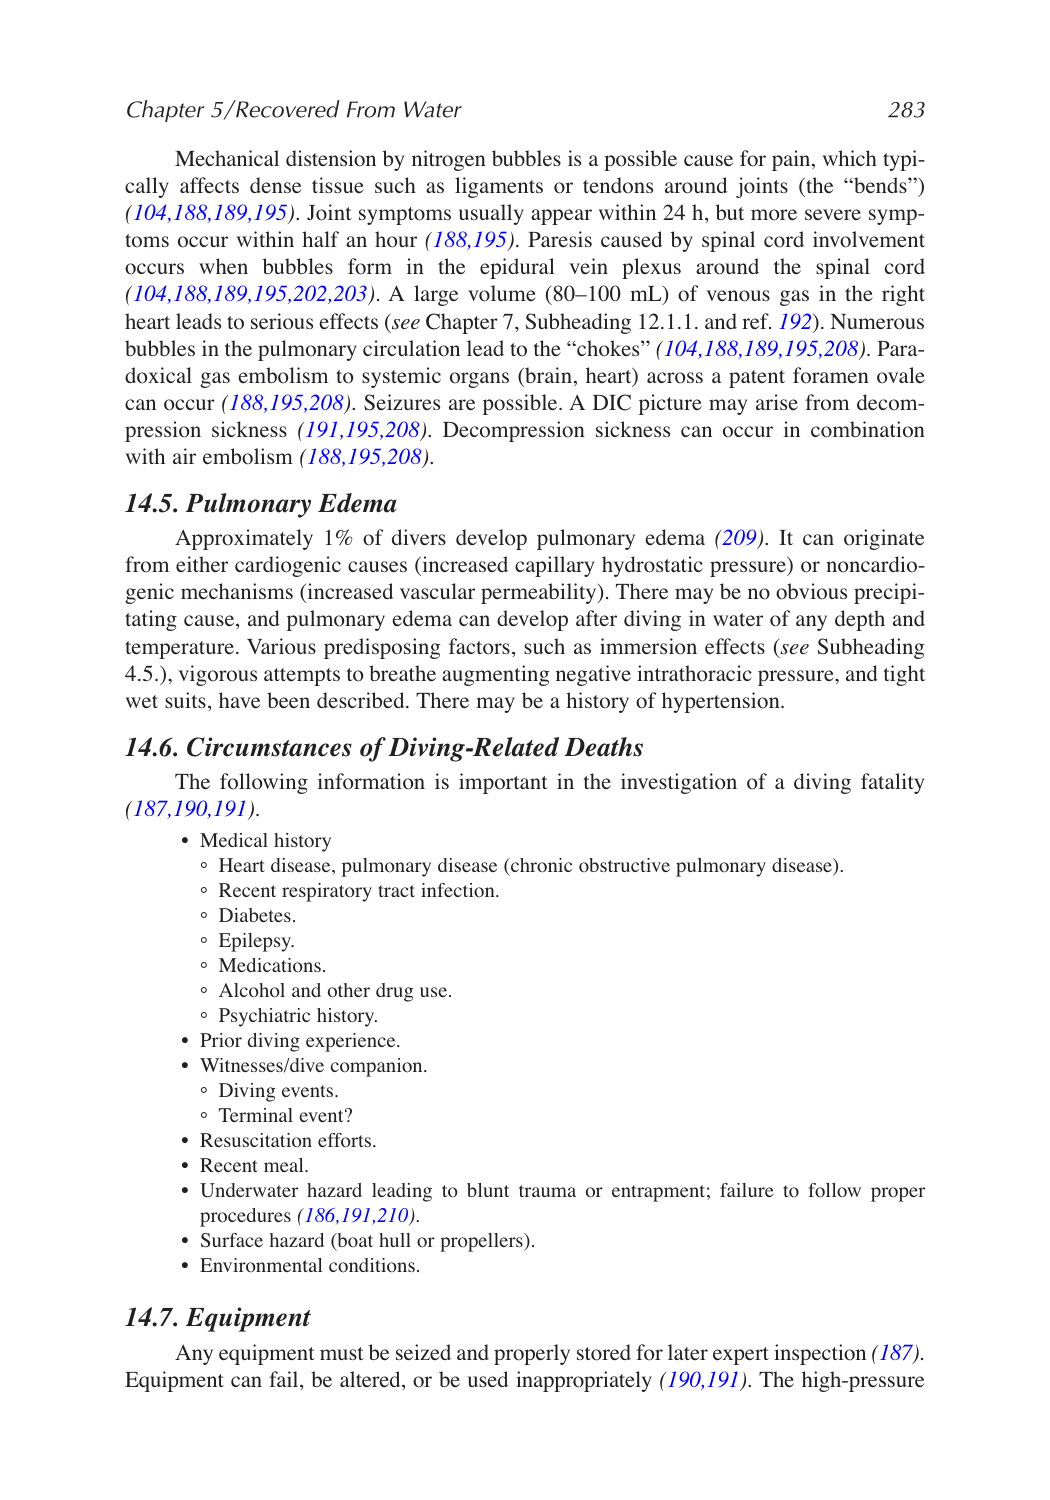 Chapter 5/Recovered From Water 283
Mechanical distension by nitrogen bubbles is a possible cause for pain, which typi-
cally affects dense tissue such as ligaments or tendons around joints (the “bends”)
(104,188,189,195). Joint symptoms usually appear within 24 h, but more severe symp-
toms occur within half an hour (188,195). Paresis caused by spinal cord involvement
occurs when bubbles form in the epidural vein plexus around the spinal cord
(104,188,189,195,202,203). A large volume (80–100 mL) of venous gas in the right
heart leads to serious effects (see Chapter 7, Subheading 12.1.1. and ref. 192). Numerous
bubbles in the pulmonary circulation lead to the “chokes” (104,188,189,195,208). Para-
doxical gas embolism to systemic organs (brain, heart) across a patent foramen ovale
can occur (188,195,208). Seizures are possible. A DIC picture may arise from decom-
pression sickness (191,195,208). Decompression sickness can occur in combination
with air embolism (188,195,208).
14.5. Pulmonary Edema
Approximately 1% of divers develop pulmonary edema (209). It can originate
from either cardiogenic causes (increased capillary hydrostatic pressure) or noncardio-
genic mechanisms (increased vascular permeability). There may be no obvious precipi-
tating cause, and pulmonary edema can develop after diving in water of any depth and
temperature. Various predisposing factors, such as immersion effects (see Subheading
4.5.), vigorous attempts to breathe augmenting negative intrathoracic pressure, and tight
wet suits, have been described. There may be a history of hypertension.
14.6. Circumstances of Diving-Related Deaths
The following information is important in the investigation of a diving fatality
(187,190,191).
• Medical history
° Heart disease, pulmonary disease (chronic obstructive pulmonary disease).
° Recent respiratory tract infection.
° Diabetes.
° Epilepsy.
° Medications.
° Alcohol and other drug use.
° Psychiatric history.
• Prior diving experience.
• Witnesses/dive companion.
° Diving events.
° Terminal event?
• Resuscitation efforts.
• Recent meal.
• Underwater hazard leading to blunt trauma or entrapment; failure to follow proper
procedures (186,191,210).
• Surface hazard (boat hull or propellers).
• Environmental conditions.
14.7. Equipment
Any equipment must be seized and properly stored for later expert inspection (187).
Equipment can fail, be altered, or be used inappropriately (190,191). The high-pressure